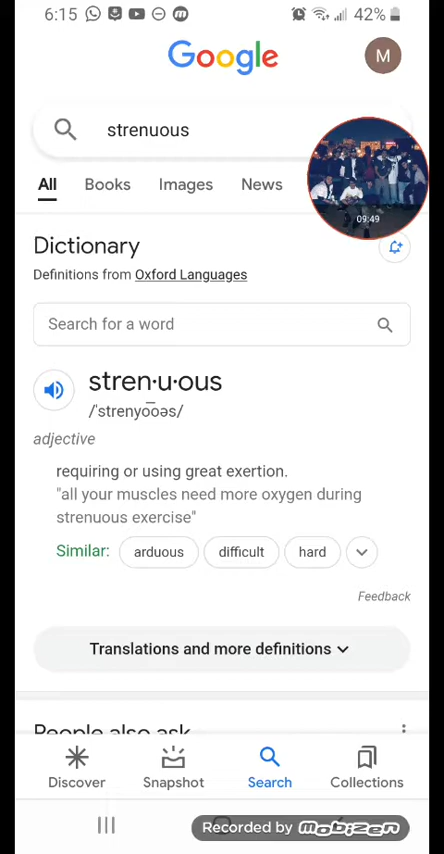 6:15 42%
Google M
strenuous
All Books Images News
09:49
Dictionary
Definitions from Oxford Languages
Search for a word
stren·u·ous
/ˈstrenyo͞oəs/
adjective
requiring or using great exertion.
"all your muscles need more oxygen during
strenuous exercise"
Similar: arduous difficult hard
Feedback
Translations and more definitions
People also ask
Discover Snapshot Search Collections
Recorded by mobizen